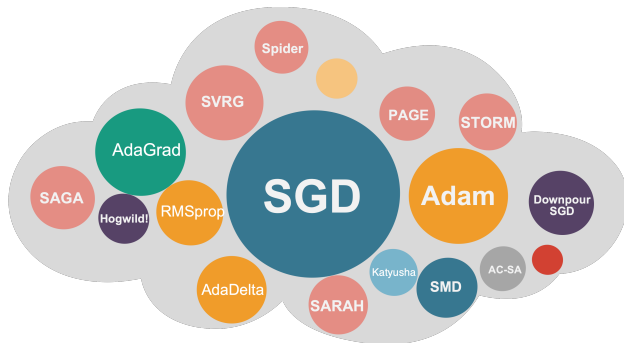 Spider
SVRG
PAGE
STORM
AdaGrad
SAGA
Hogwild!
RMSprop
SGD
Adam
Downpour
SGD
AdaDelta
SARAH
Katyusha
SMD
AC-SA